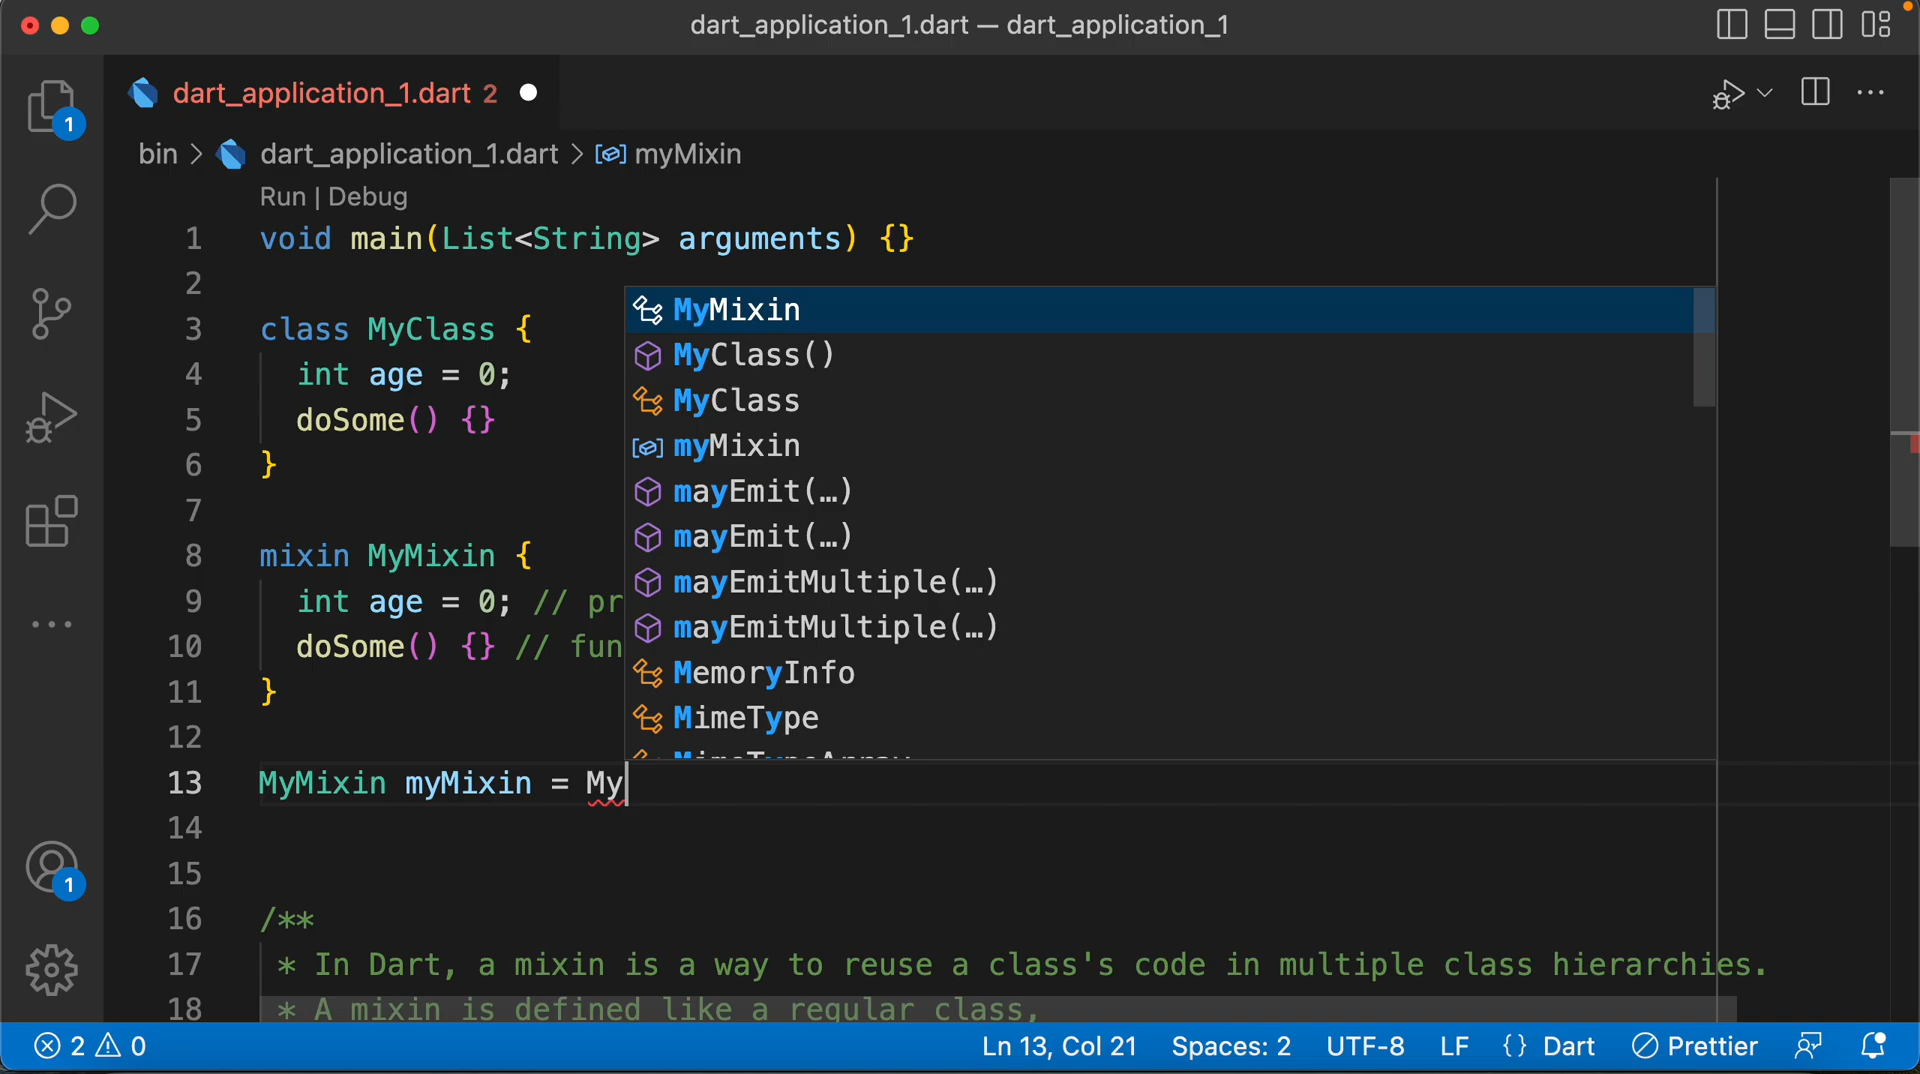 dart_application_1.dart — dart_application_1
dart_application_1.dart 2
bin > dart_application_1.dart > myMixin
Run | Debug
1 void main(List<String> arguments) {}
2
3 class MyClass {
4 int age = 0;
5 doSome() {}
6 }
7
8 mixin MyMixin {
9 int age = 0; // pr
10 doSome() {} // fun
11 }
12
13 MyMixin myMixin = My
14
15
16 /**
17 * In Dart, a mixin is a way to reuse a class's code in multiple class hierarchies.
18 * A mixin is defined like a regular class,
MyMixin
MyClass()
MyClass
myMixin
mayEmit(…)
mayEmit(…)
mayEmitMultiple(…)
mayEmitMultiple(…)
MemoryInfo
MimeType
MimeTypeArray
1
1
2 0
Ln 13, Col 21 Spaces: 2 UTF-8 LF {} Dart Prettier